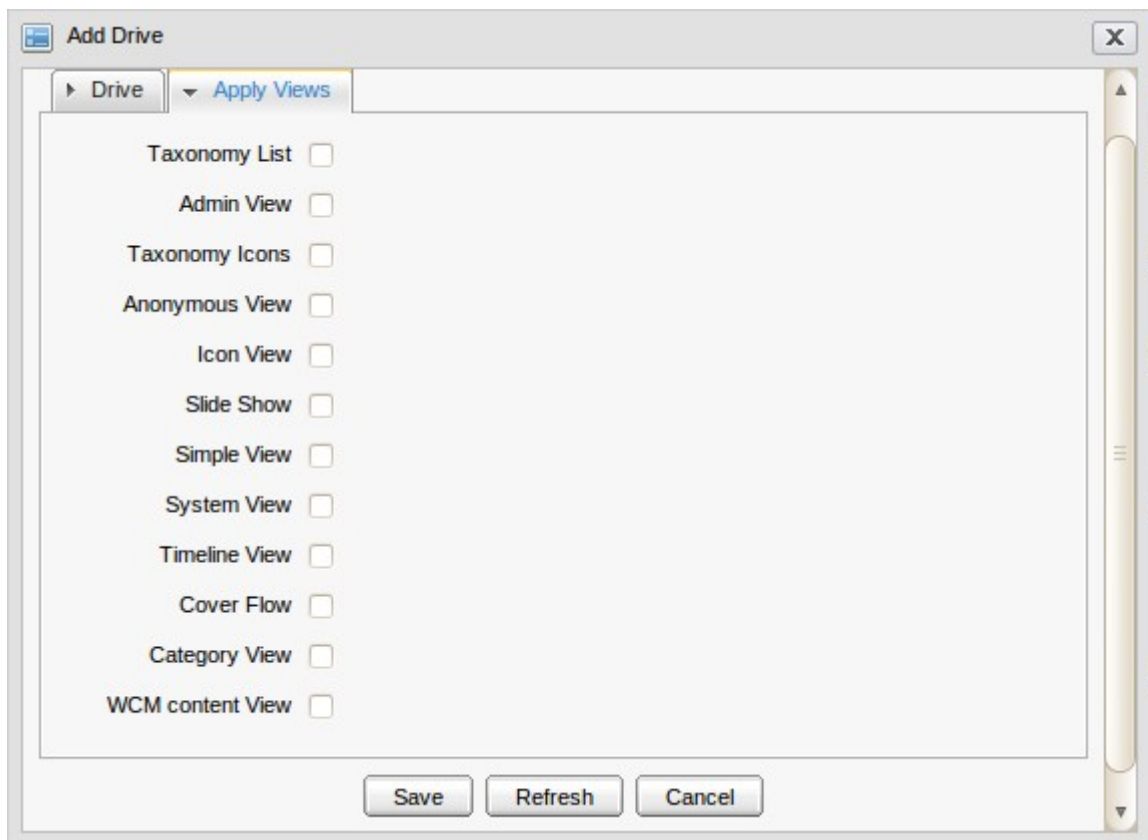 Add Drive
X
Drive
Apply Views
Taxonomy List
Admin View
Taxonomy Icons
Anonymous View
Icon View
Slide Show
Simple View
System View
Timeline View
Cover Flow
Category View
WCM content View
Save Refresh Cancel